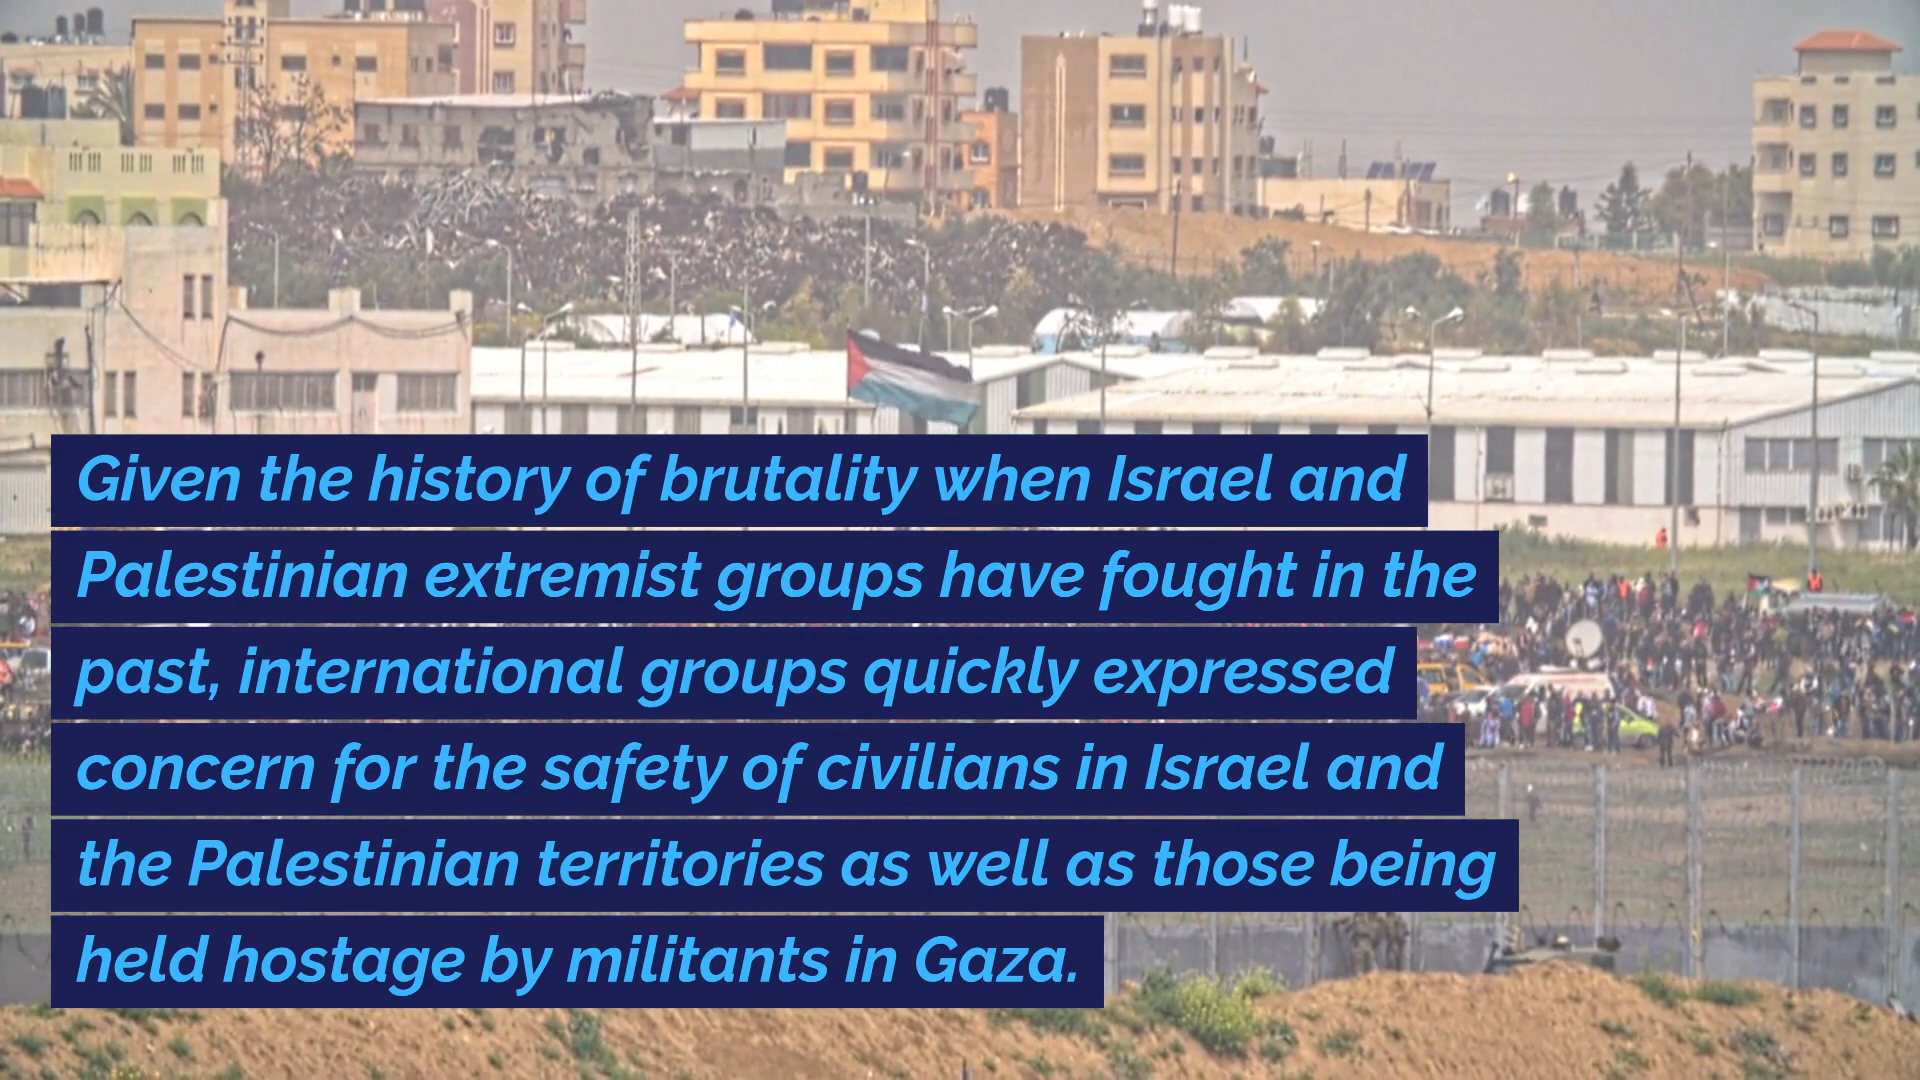 Given the history of brutality when Israel and
Palestinian extremist groups have fought in the
past, international groups quickly expressed
concern for the safety of civilians in Israel and
the Palestinian territories as well as those being
held hostage by militants in Gaza.